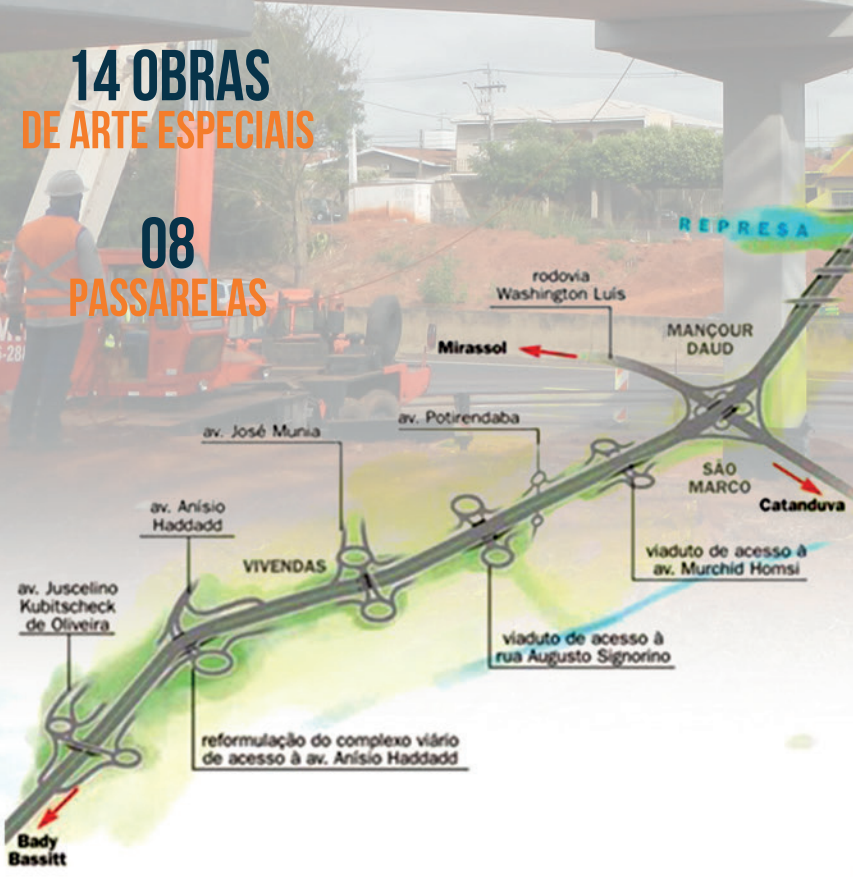 14 OBRAS
DE ARTE ESPECIAIS
08
PASSARELAS
REPRESA
rodovia
Washington Luís
MANÇOUR
DAUD
Mirassol
av. Potirendaba
av. José Munia
SÃO
MARCO
Catanduva
av. Anísio
Haddadd
VIVENDAS
viaduto de acesso à
av. Murchid Homsi
av. Juscelino
Kubitscheck
de Oliveira
viaduto de acesso à
rua Augusto Signorino
reformulação do complexo viário
de acesso à av. Anísio Haddadd
Bady
Bassitt